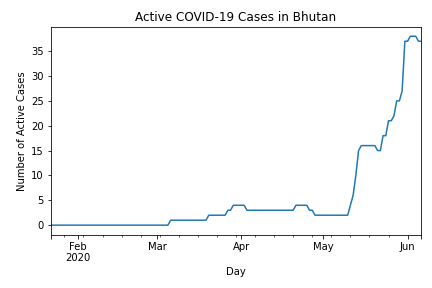 Active COVID-19 Cases in Bhutan
Number of Active Cases
35
30
25
20
15
10
5
0
Feb
2020
Mar
Apr
May
Jun
Day